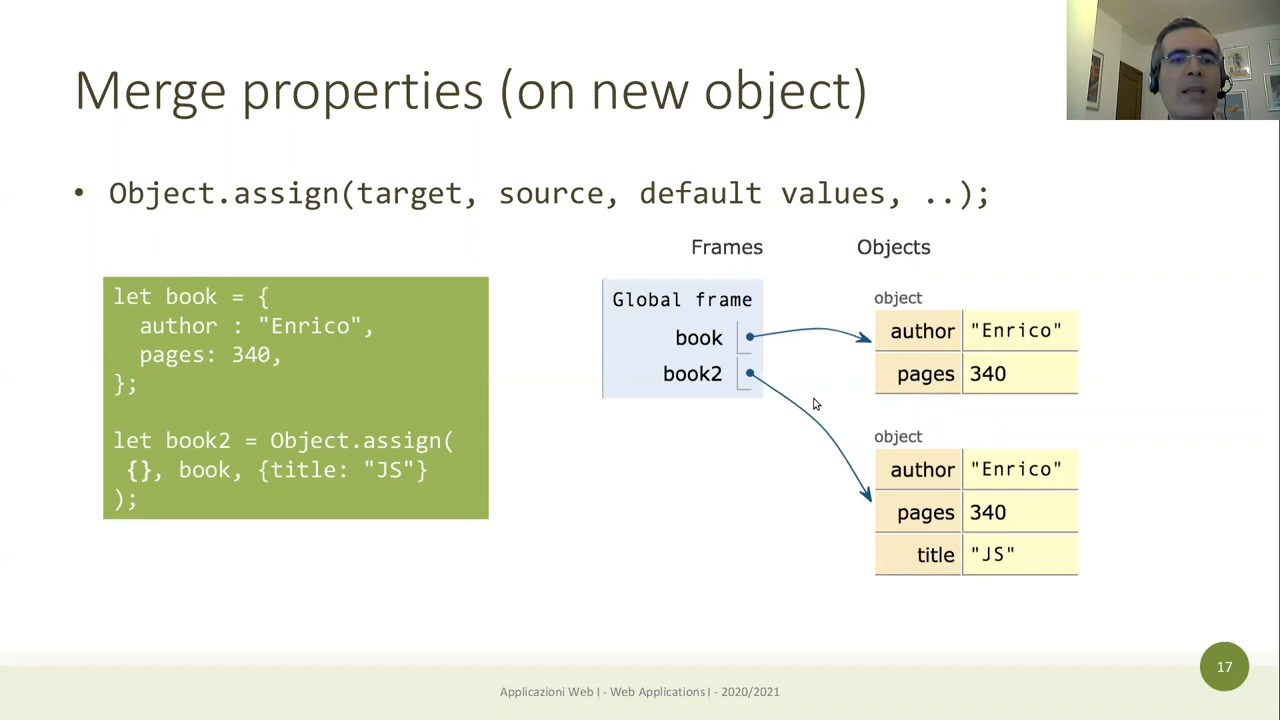 Merge properties (on new object)
• Object.assign(target, source, default values, ..);
let book = {
author : "Enrico",
pages: 340,
};
let book2 = Object.assign(
{}, book, {title: "JS"}
);
Frames
Objects
Global frame
book
book2
object
author "Enrico"
pages 340
object
author "Enrico"
pages 340
title "JS"
Applicazioni Web I - Web Applications I - 2020/2021
17